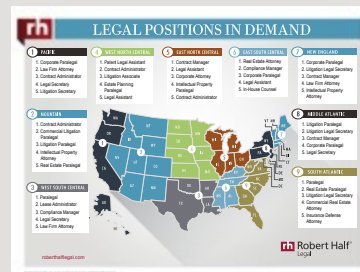 rh
LEGAL POSITIONS IN DEMAND
1 PACIFIC
1. Corporate Paralegal
2. Law Firm Attorney
3. Contract Administrator
4. Legal Secretary
5. Litigation Secretary
4 WEST NORTH CENTRAL
1. Patent Legal Assistant
2. Contract Administrator
3. Litigation Associate
4. Estate Planning
Paralegal
5. Legal Assistant
5 EAST NORTH CENTRAL
1. Contract Manager
2. Legal Assistant
3. Corporate Attorney
4. Intellectual Property
Paralegal
5. Contract Administrator
6 EAST SOUTH CENTRAL
1. Real Estate Attorney
2. Compliance Manager
3. Corporate Paralegal
4. Legal Assistant
5. In-House Counsel
7 NEW ENGLAND
1. Corporate Paralegal
2. Litigation Legal Secretary
3. Contract Manager
4. Law Firm Attorney
5. Intellectual Property
Attorney
MOUNTAIN
1. Contract Administrator
2. Commercial Litigation
Paralegal
3. Litigation Paralegal
4. Intellectual Property
Attorney
5. Real Estate Paralegal
8 MIDDLE ATLANTIC
1. Litigation Paralegal
2. Litigation Legal Secretary
3. Contract Manager
4. Corporate Paralegal
5. Legal Secretary
3 WEST SOUTH CENTRAL
1. Paralegal
2. Lease Administrator
3. Compliance Manager
4. Legal Secretary
5. Law Firm Attorney
9 SOUTH ATLANTIC
1. Paralegal
2. Real Estate Paralegal
3. Litigation Legal Secretary
4. Commercial Real Estate
Attorney
5. Insurance Defense
Attorney
roberthalflegal.com
rh Robert Half®
Legal